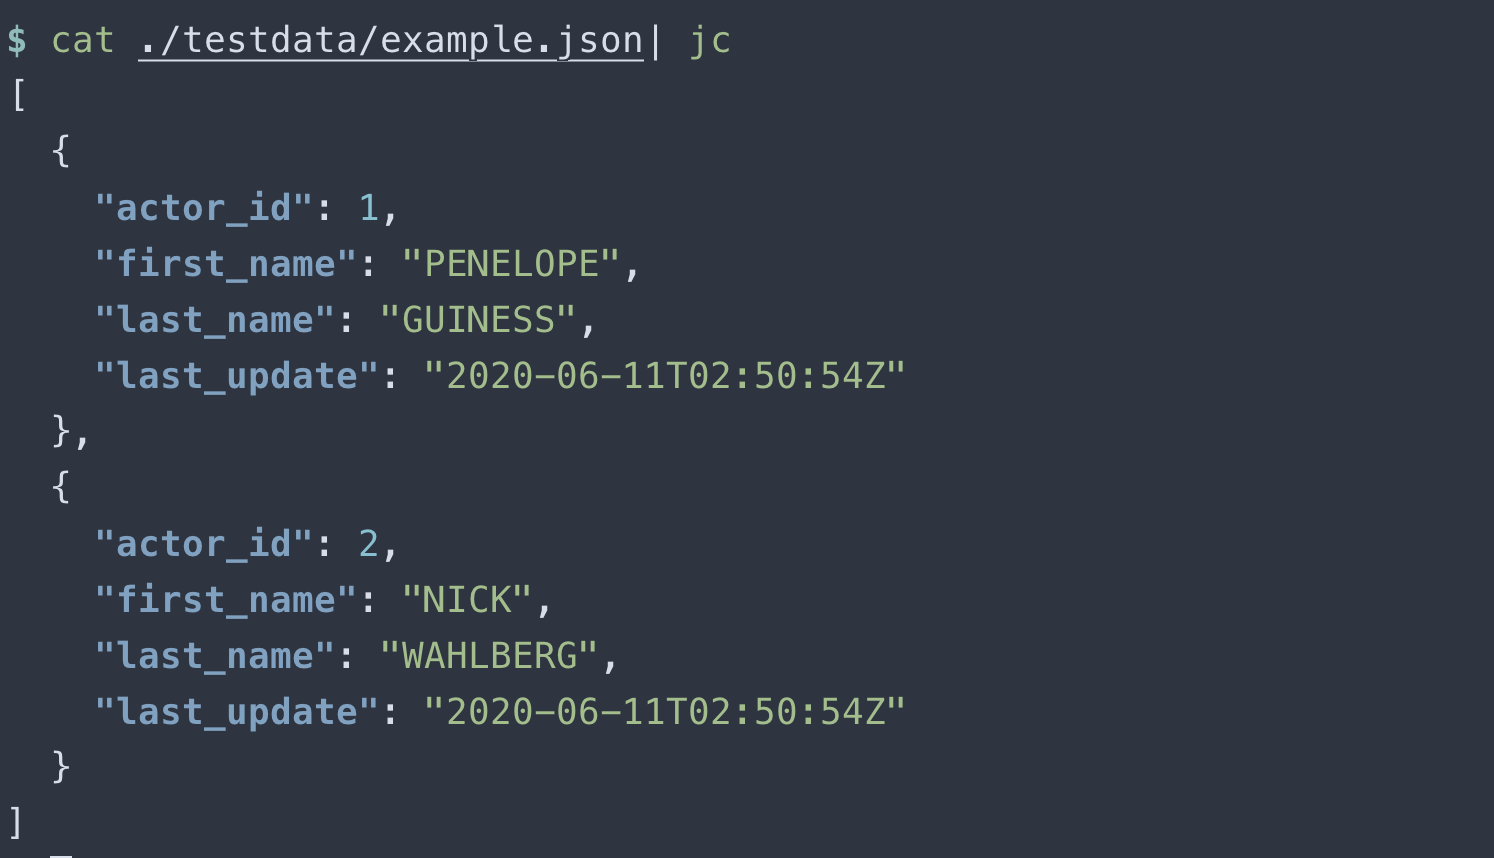 $ cat ./testdata/example.json| jc
[
  {
    "actor_id": 1,
    "first_name": "PENELOPE",
    "last_name": "GUINESS",
    "last_update": "2020-06-11T02:50:54Z"
  },
  {
    "actor_id": 2,
    "first_name": "NICK",
    "last_name": "WAHLBERG",
    "last_update": "2020-06-11T02:50:54Z"
  }
]